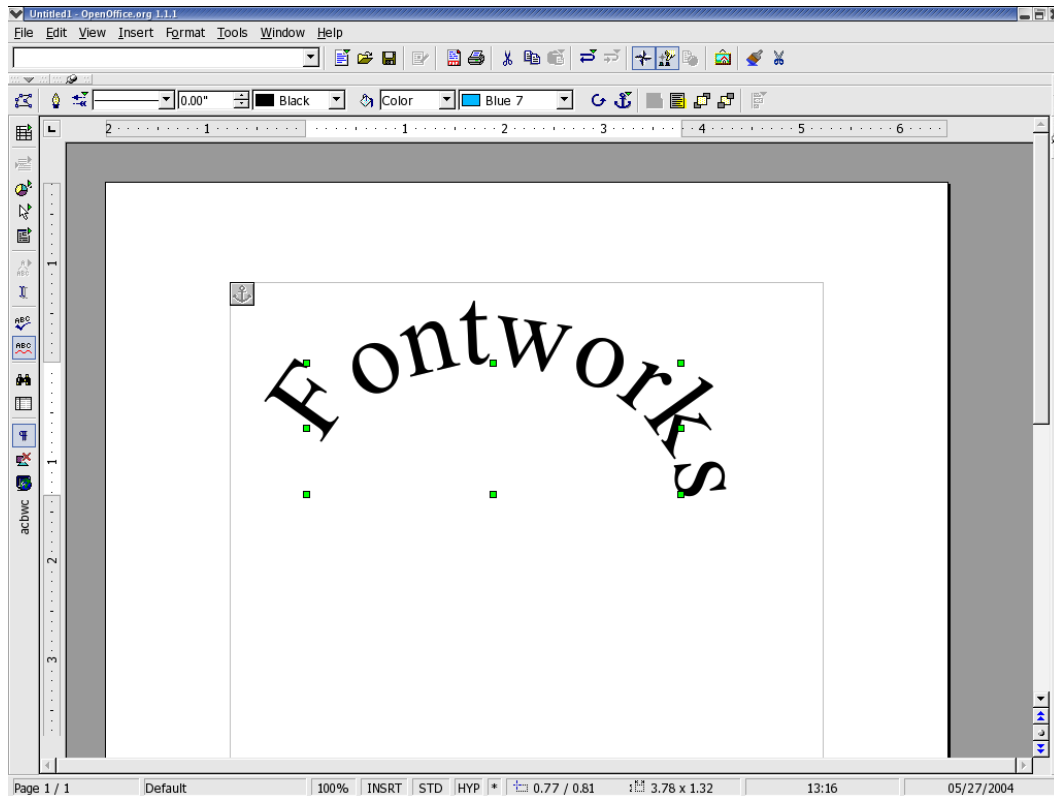 Untitled1 - OpenOffice.org 1.1.1
File Edit View Insert Format Tools Window Help
0.00" Black Color Blue 7
2 1 1 2 3 4 5 6
Fontworks
ABC
ABC
acbwc
1
1
2
3
Page 1 / 1 Default 100% INSRT STD HYP * 0.77 / 0.81 3.78 x 1.32 13:16 05/27/2004